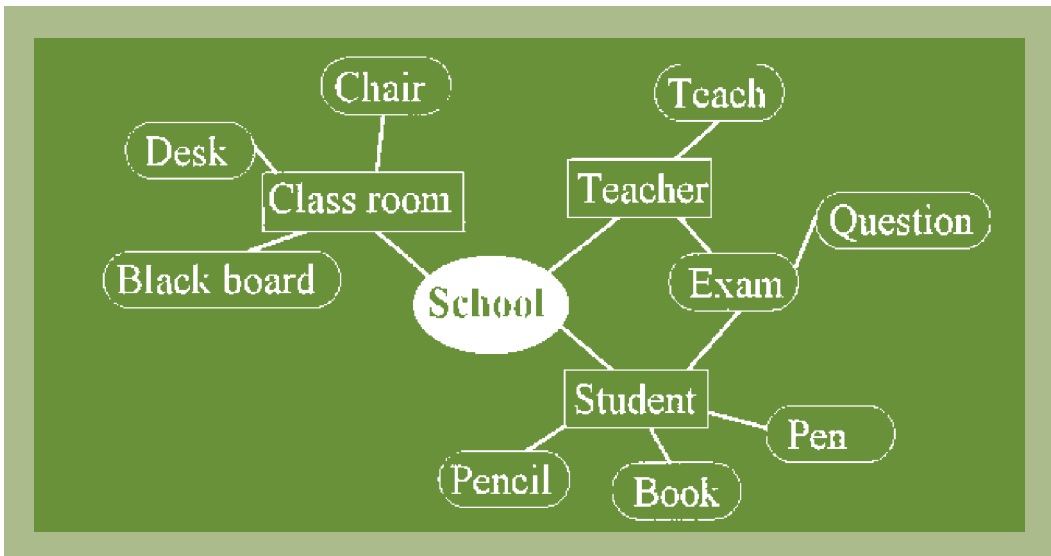 Chair
Teach
Desk
Class room
Teacher
Question
Black board
School
Exam
Student
Pen
Pencil
Book